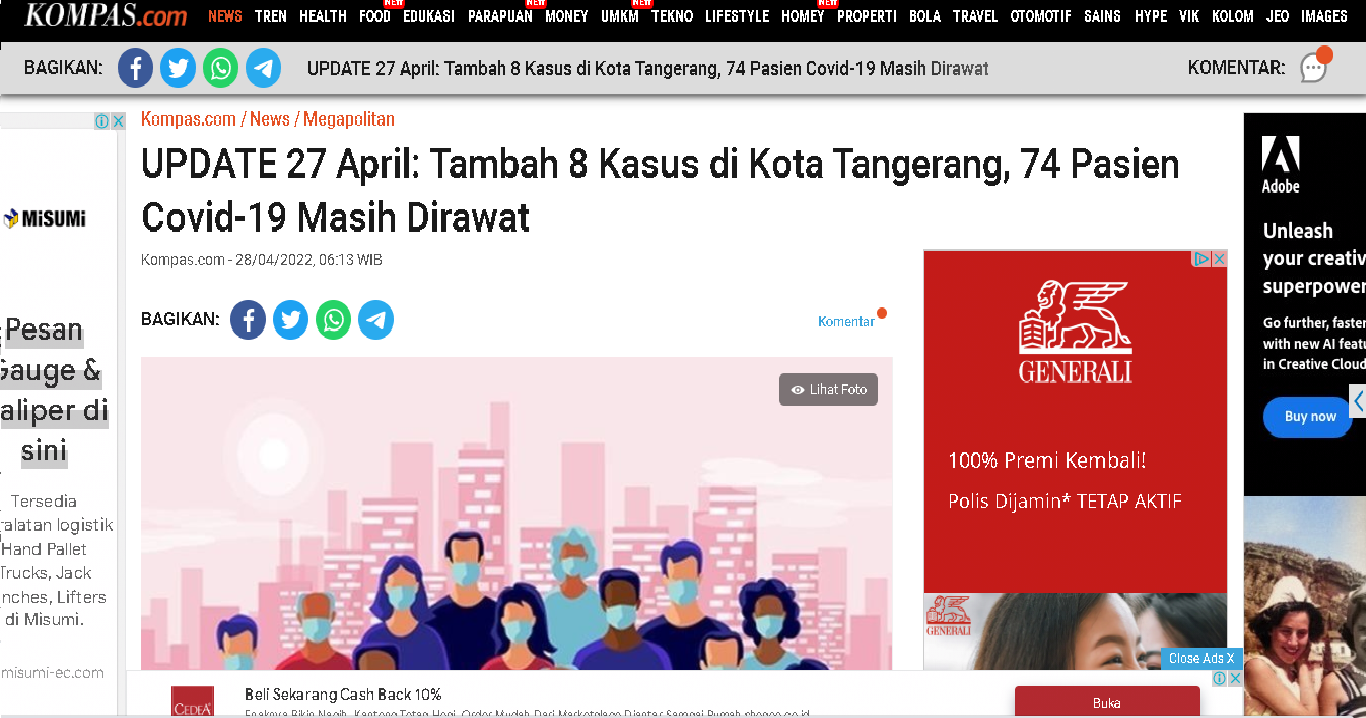 KOMPAS.com
NEWS TREN HEALTH FOOD NEW EDUKASI PARAPUAN NEW MONEY UMKM NEW TEKNO LIFESTYLE HOMEY NEW PROPERTI BOLA TRAVEL OTOMOTIF SAINS HYPE VIK KOLOM JEO IMAGES
BAGIKAN: UPDATE 27 April: Tambah 8 Kasus di Kota Tangerang, 74 Pasien Covid-19 Masih Dirawat KOMENTAR:
Kompas.com / News / Megapolitan
UPDATE 27 April: Tambah 8 Kasus di Kota Tangerang, 74 Pasien
Covid-19 Masih Dirawat
Kompas.com - 28/04/2022, 06:13 WIB
BAGIKAN:
Komentar
Lihat Foto
MiSUMi
Pesan
Gauge &
aliper di
sini
Tersedia
alatan logistik
Hand Pallet
Trucks, Jack
nches, Lifters
di Misumi.
misumi-ec.com
GENERALI
100% Premi Kembali!
Polis Dijamin* TETAP AKTIF
GENERALI
Adobe
Unleash
your creativ
superpower
Go further, faster
with new AI featu
in Creative Cloud
Buy now
Close Ads X
CEDEA
Beli Sekarang Cash Back 10%
Buka